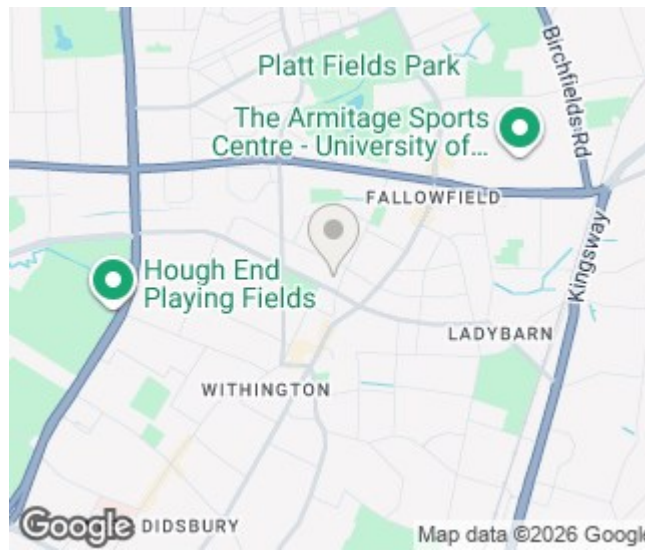 Platt Fields Park
Birchfields Rd
The Armitage Sports
Centre - University of...
FALLOWFIELD
Kingsway
Hough End
Playing Fields
LADYBARN
WITHINGTON
Google
DIDSBURY
Map data ©2026 Google